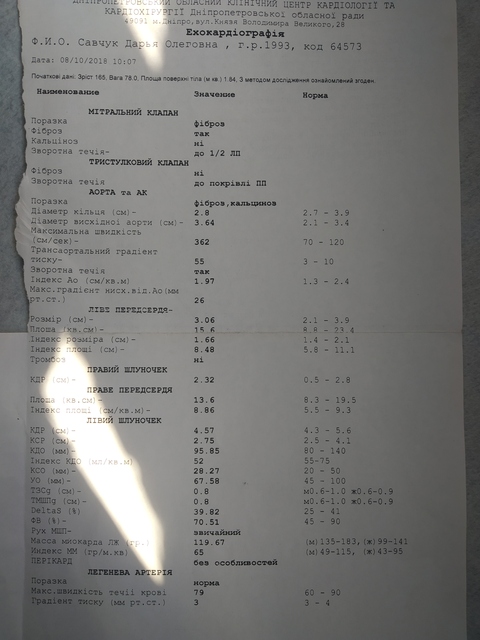 ДНІПРОПЕТРОВСЬКИЙ ОБЛАСНИЙ КЛІНІЧНИЙ ЦЕНТР КАРДІОЛОГІЇ ТА
КАРДІОХІРУРГІЇ Дніпропетровської обласної ради
49091 м.Дніпро, вул.Князя Володимира Великого,28
Ехокардіографія
Ф.И.О. Савчук Дарья Олеговна , г.р.1993, код 64573
Дата: 08/10/2018 10:07
Початкові дані: Зріст 165, Вага 78.0, Площа поверхні тіла (м кв.) 1.84, З методом дослідження ознайомлений згоден.
Наименование Значение Норма
МІТРАЛЬНИЙ КЛАПАН
Поразка фіброз
Фіброз так
Кальциноз ні
Зворотна течія- до 1/2 ЛП
ТРИСТУЛКОВИЙ КЛАПАН
Фіброз ні
Зворотна течія до покрівлі ПП
АОРТА та АК
Поразка фіброз,кальциноз
Діаметр кільця (см)- 2.8 2.7 - 3.9
Діаметр висхідної аорти (см)- 3.64 2.1 - 3.4
Максимальна швидкість
(см/сек)- 362 70 - 120
Трансаортальний градієнт
тиску- 55 3 - 10
Зворотна течія так
Індекс Ао (см/кв.м) 1.97 1.3 - 2.4
Макс.градієнт нисх.від.Ао(мм
рт.ст.) 26
ЛІВЕ ПЕРЕДСЕРДЯ-
Розмір (см)- 3.06 2.1 - 3.9
Площа (кв.см)- 15.6 8.8 - 23.4
Індекс розміра (см)- 1.66 1.4 - 2.1
Індекс площі (см)- 8.48 5.8 - 11.1
Тромбоз ні
ПРАВИЙ ШЛУНОЧЕК
КДР (см)- 2.32 0.5 - 2.8
ПРАВЕ ПЕРЕДСЕРДЯ
Площа (кв.см)- 13.6 8.3 - 19.5
Індекс площі (см/кв.м)- 8.86 5.5 - 9.3
ЛІВИЙ ШЛУНОЧЕК
КДР (см)- 4.57 4.3 - 5.6
КСР (см)- 2.75 2.5 - 4.1
КДО (мм)- 95.85 80 - 140
Індекс КДО (мл/кв.м) 52 55-75
КСО (мм)- 28.27 20 - 50
УО (мм)- 67.58 45 - 100
ТЗСд (см)- 0.8 м0.6-1.0 ж0.6-0.9
ТМШПд (см)- 0.8 м0.6-1.0 ж0.6-0.9
DeltaS (%) 39.82 25 - 41
ФВ (%)- 70.51 45 - 90
Рух МШП- звичайний
Масса миокарда ЛЖ (гр.) 119.67 (м)135-183,(ж)99-141
Индекс ММ (гр/м.кв) 65 (м)49-115, (ж)43-95
ПЕРІКАРД без особливостей
ЛЕГЕНЕВА АРТЕРІЯ
Поразка норма
Макс.швидкість течії крові 79 60 - 90
Градієнт тиску (мм рт.ст.) 3 3 - 4